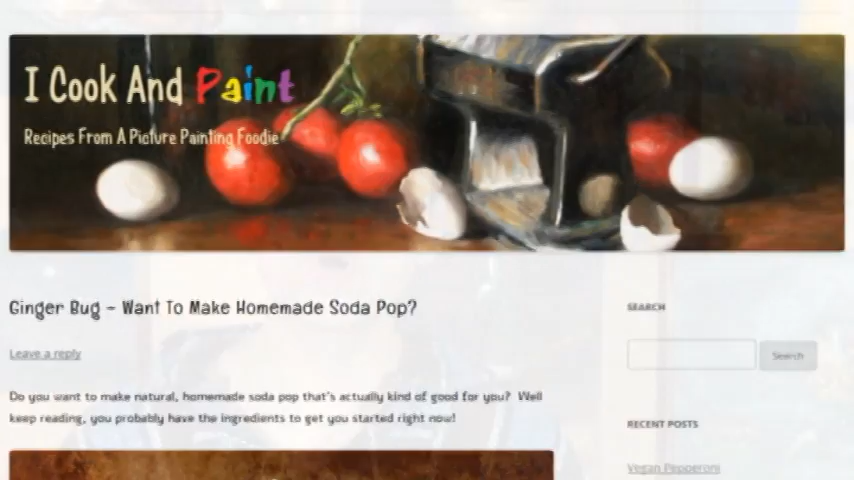 I Cook And Paint
Recipes From A Picture Painting Foodie
Ginger Bug – Want To Make Homemade Soda Pop?
Leave a reply
Do you want to make natural, homemade soda pop that's actually kind of good for you? Well
keep reading, you probably have the ingredients to get you started right now!
SEARCH
Search
RECENT POSTS
Vegan Pepperoni